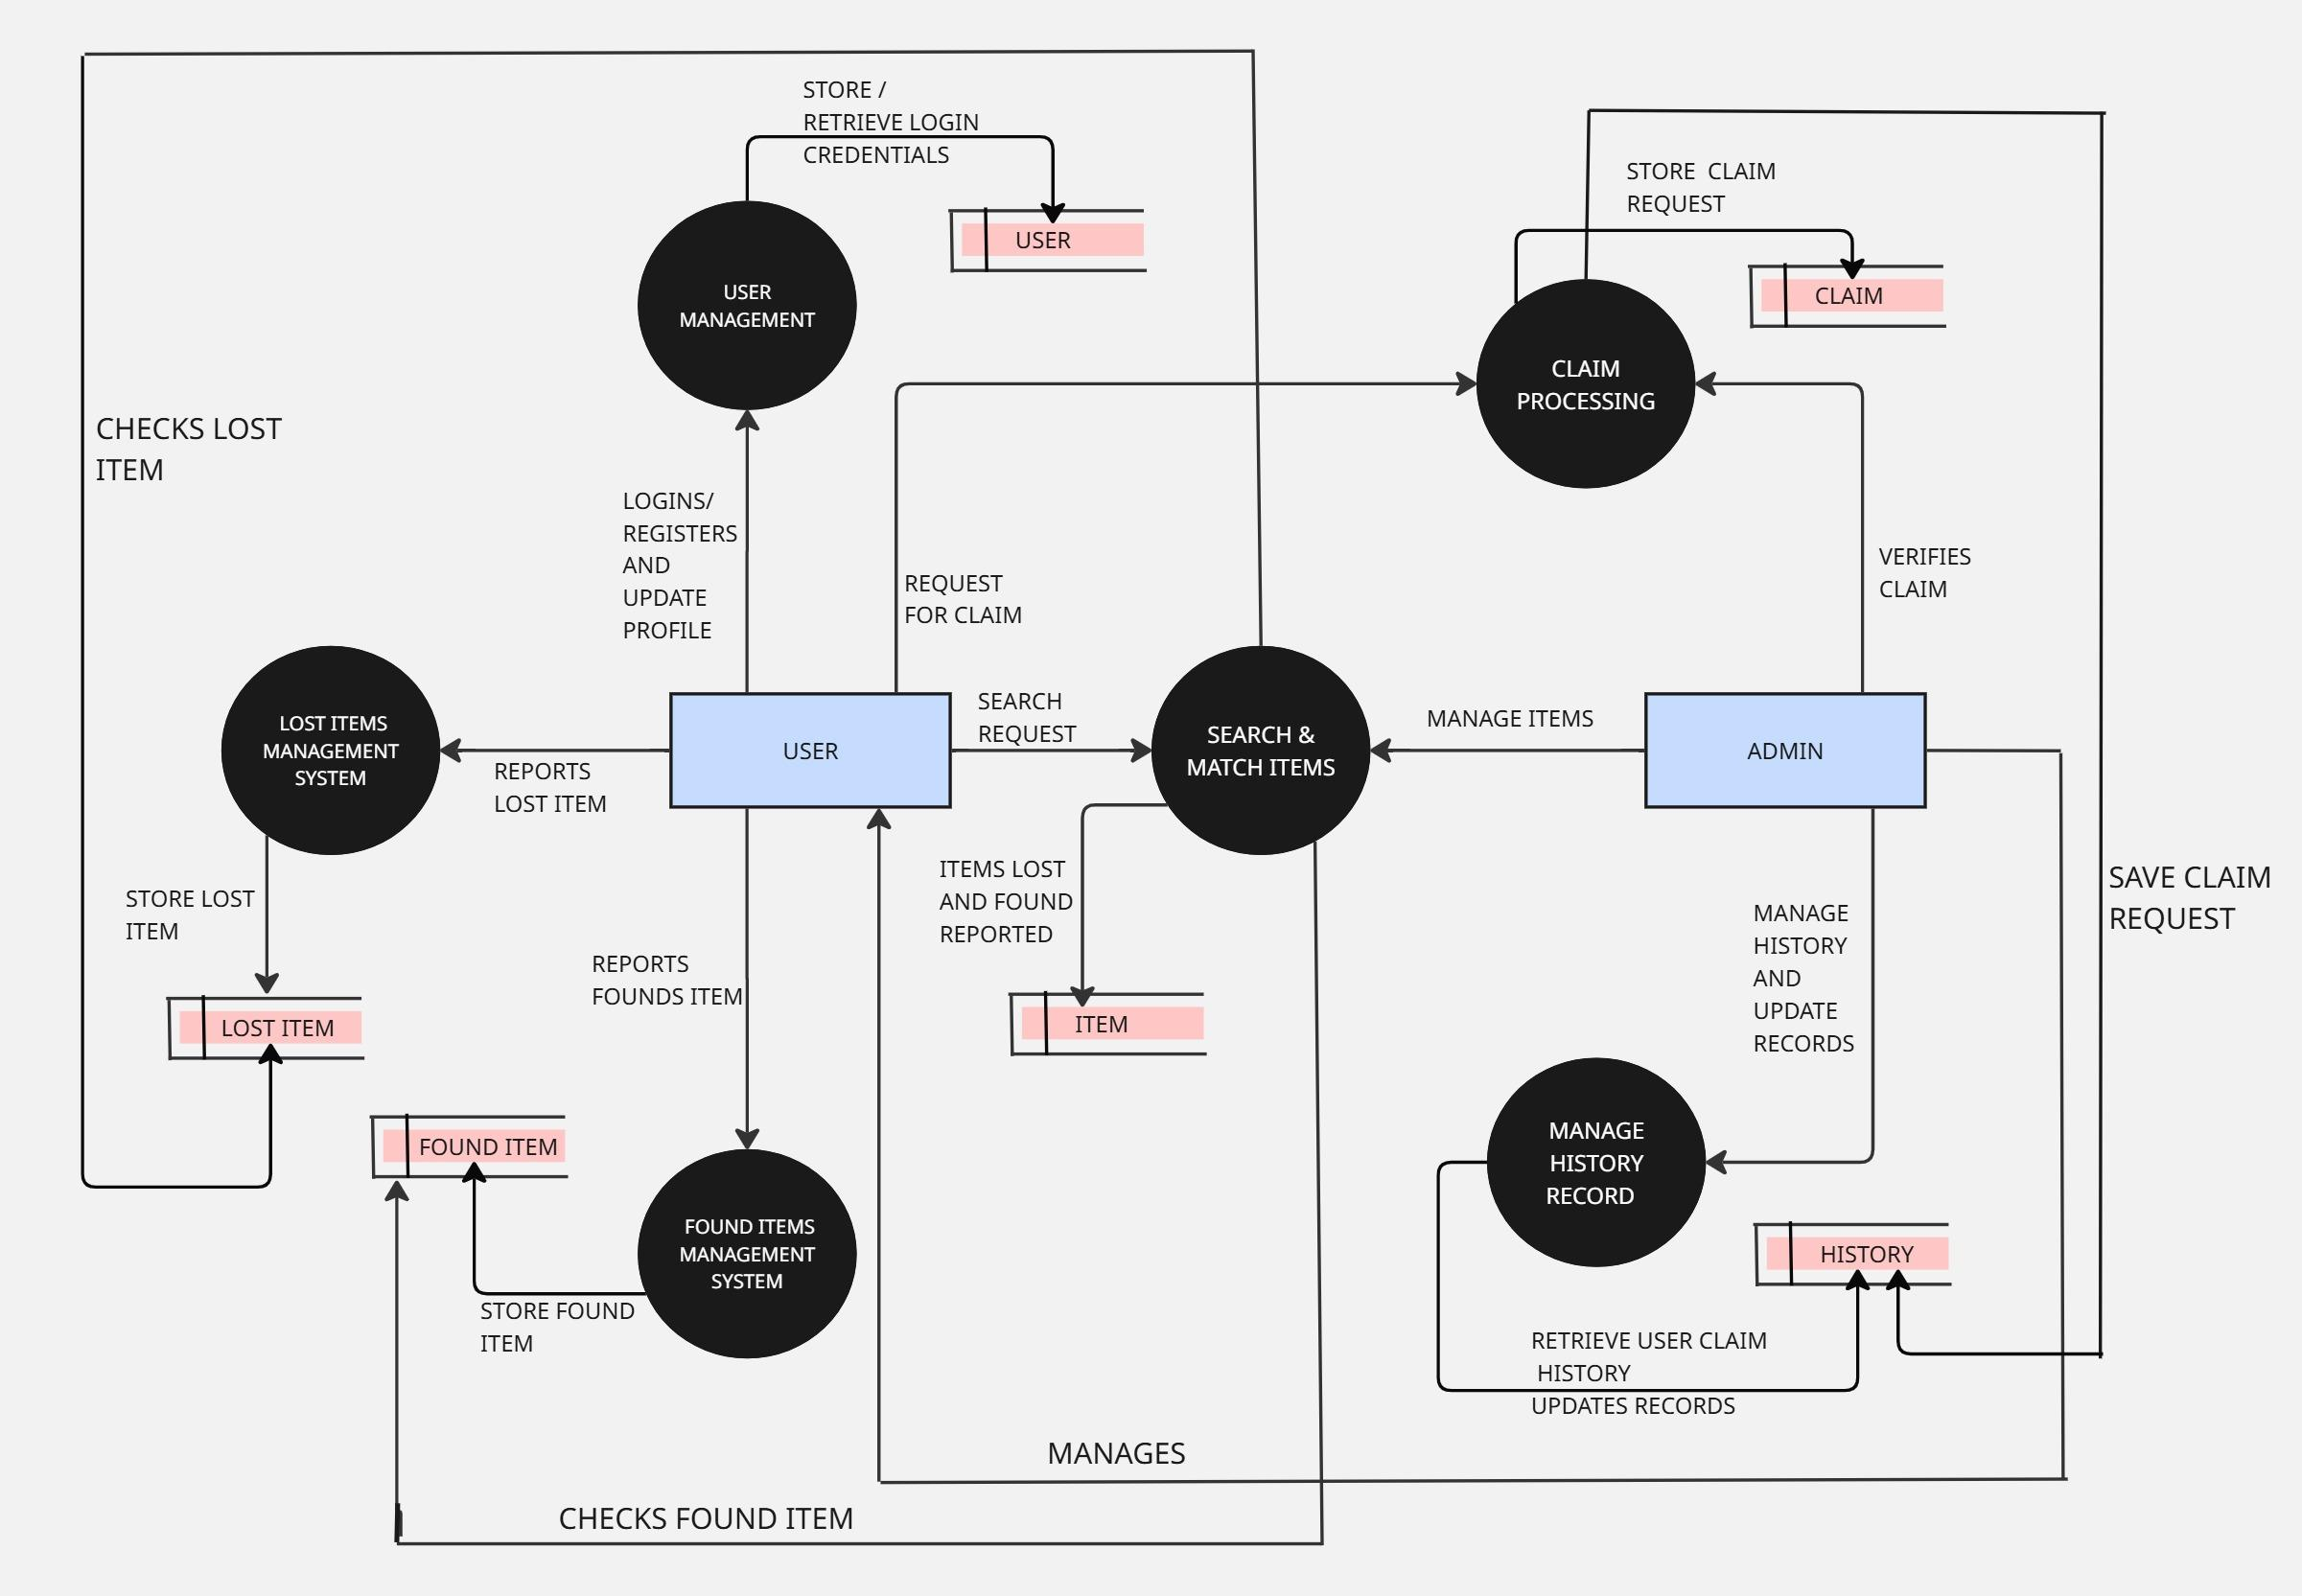 STORE /
RETRIEVE LOGIN
CREDENTIALS
USER
USER
MANAGEMENT
STORE  CLAIM
REQUEST
CLAIM
CLAIM
PROCESSING
CHECKS LOST
ITEM
LOGINS/
REGISTERS
AND
UPDATE
PROFILE
REQUEST
FOR CLAIM
VERIFIES
CLAIM
LOST ITEMS
MANAGEMENT
SYSTEM
REPORTS
LOST ITEM
USER
SEARCH
REQUEST
SEARCH &
MATCH ITEMS
MANAGE ITEMS
ADMIN
STORE LOST
ITEM
ITEMS LOST
AND FOUND
REPORTED
SAVE CLAIM
REQUEST
MANAGE
HISTORY
AND
UPDATE
RECORDS
REPORTS
FOUNDS ITEM
LOST ITEM
ITEM
FOUND ITEM
MANAGE
HISTORY
RECORD
FOUND ITEMS
MANAGEMENT
SYSTEM
HISTORY
STORE FOUND
ITEM
RETRIEVE USER CLAIM
HISTORY
UPDATES RECORDS
MANAGES
CHECKS FOUND ITEM